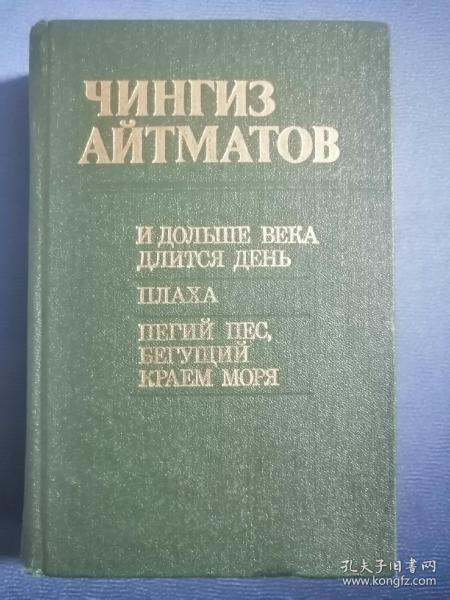 ЧИНГИЗ
АЙТМАТОВ
И ДОЛЬШЕ ВЕКА
ДЛИТСЯ ДЕНЬ
ПЛАХА
ПЕГИЙ ПЕС,
БЕГУЩИЙ
КРАЕМ МОРЯ
孔夫子旧书网
www.kongfz.com